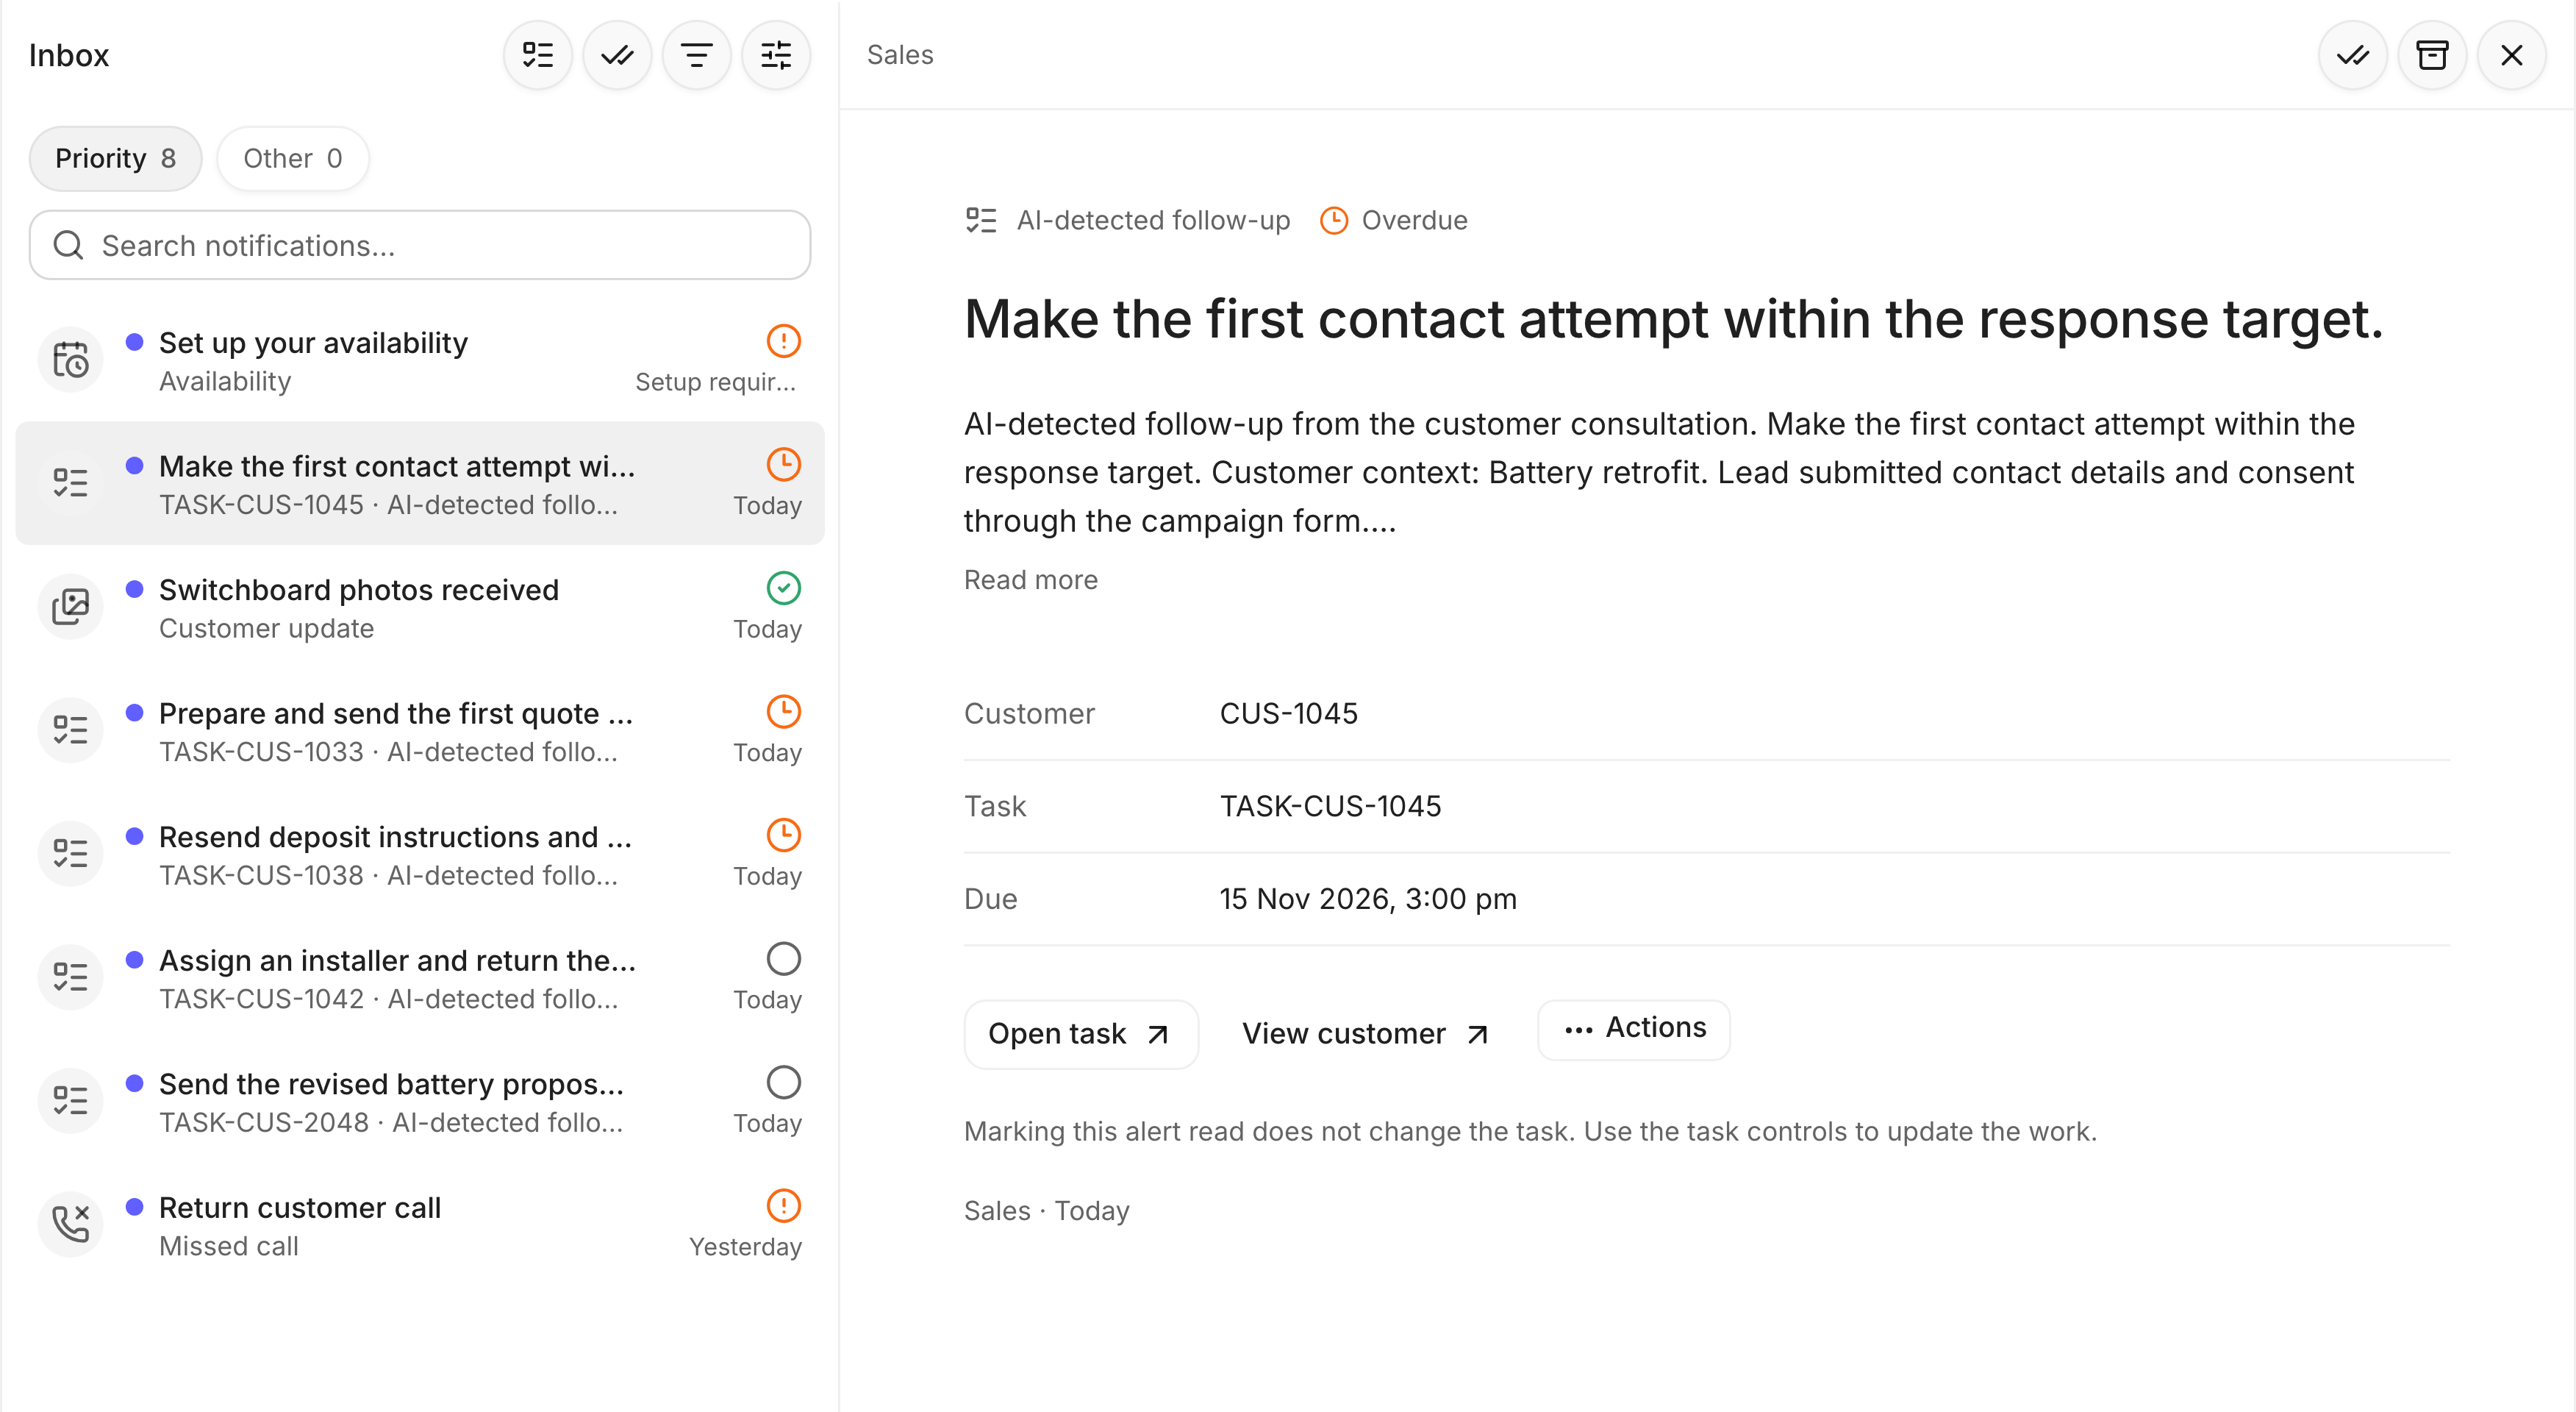 Inbox
Priority 8
Other 0
Search notifications...
Set up your availability
Availability
Setup requir...
Make the first contact attempt wi...
TASK-CUS-1045 · AI-detected follo...
Today
Switchboard photos received
Customer update
Today
Prepare and send the first quote ...
TASK-CUS-1033 · AI-detected follo...
Today
Resend deposit instructions and ...
TASK-CUS-1038 · AI-detected follo...
Today
Assign an installer and return the...
TASK-CUS-1042 · AI-detected follo...
Today
Send the revised battery propos...
TASK-CUS-2048 · AI-detected follo...
Today
Return customer call
Missed call
Yesterday
Sales
AI-detected follow-up
Overdue
Make the first contact attempt within the response target.
AI-detected follow-up from the customer consultation. Make the first contact attempt within the
response target. Customer context: Battery retrofit. Lead submitted contact details and consent
through the campaign form....
Read more
Customer CUS-1045
Task TASK-CUS-1045
Due 15 Nov 2026, 3:00 pm
Open task
View customer
Actions
Marking this alert read does not change the task. Use the task controls to update the work.
Sales · Today